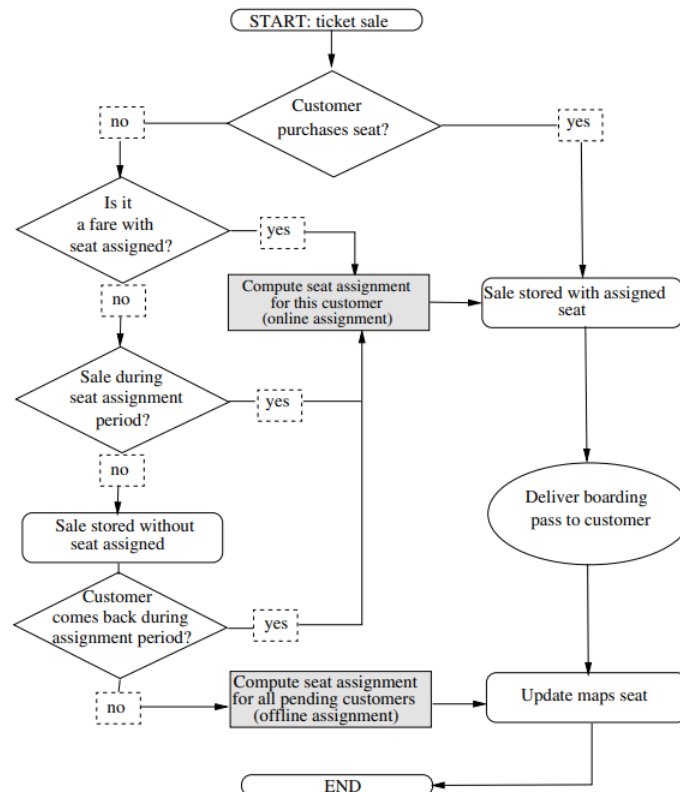 START: ticket sale
Customer
purchases seat?
no
yes
Is it
a fare with
seat assigned?
yes
no
Compute seat assignment
for this customer
(online assignment)
Sale stored with assigned
seat
Sale during
seat assignment
period?
yes
no
Sale stored without
seat assigned
Deliver boarding
pass to customer
Customer
comes back during
assignment period?
yes
no
Compute seat assignment
for all pending customers
(offline assignment)
Update maps seat
END